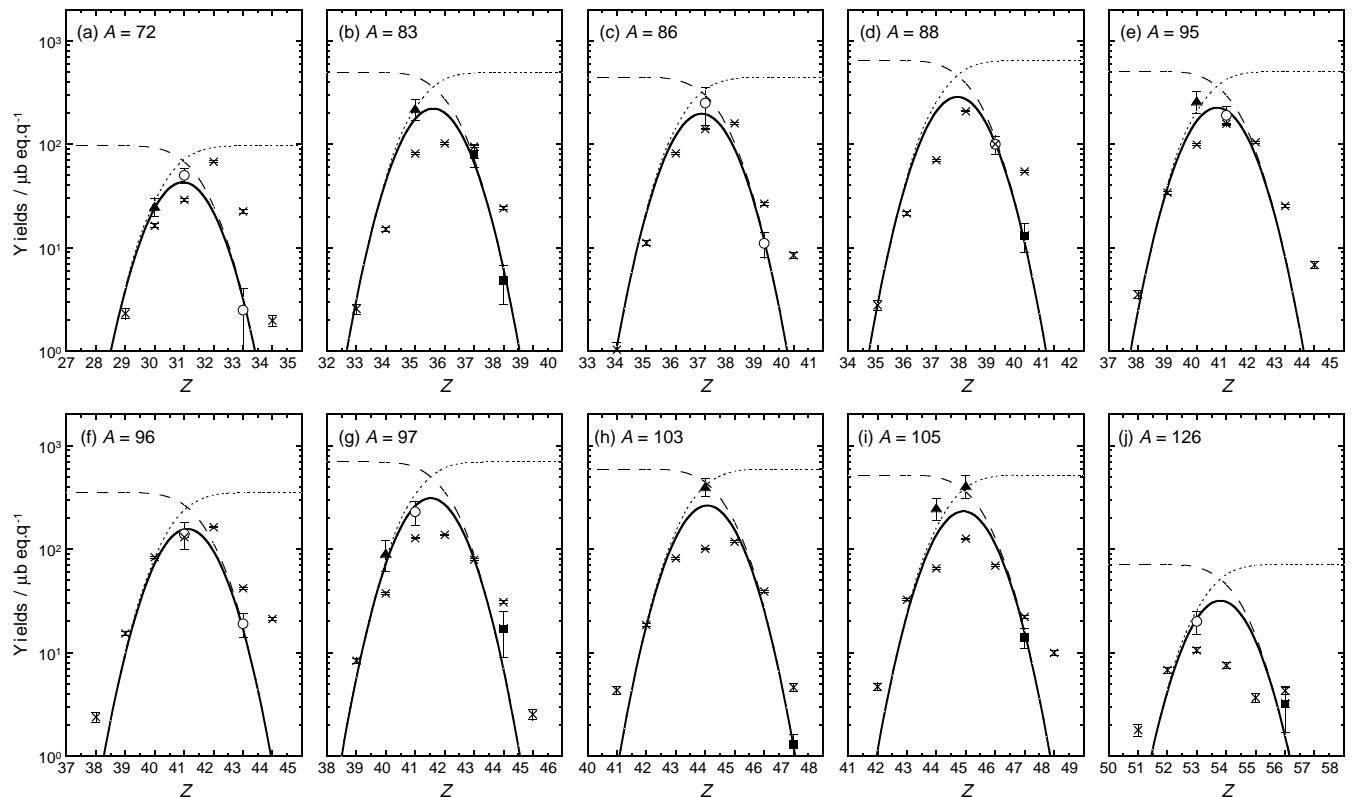 (a) A = 72
(b) A = 83
(c) A = 86
(d) A = 88
(e) A = 95
10³
10²
10¹
10⁰
Yields / μb eq.q⁻¹
27 28 29 30 31 32 33 34 35
32 33 34 35 36 37 38 39 40
33 34 35 36 37 38 39 40 41
34 35 36 37 38 39 40 41 42
37 38 39 40 41 42 43 44 45
Z
Z
Z
Z
Z
(f) A = 96
(g) A = 97
(h) A = 103
(i) A = 105
(j) A = 126
10³
10²
10¹
10⁰
Yields / μb eq.q⁻¹
37 38 39 40 41 42 43 44 45
38 39 40 41 42 43 44 45 46
40 41 42 43 44 45 46 47 48
41 42 43 44 45 46 47 48 49
50 51 52 53 54 55 56 57 58
Z
Z
Z
Z
Z